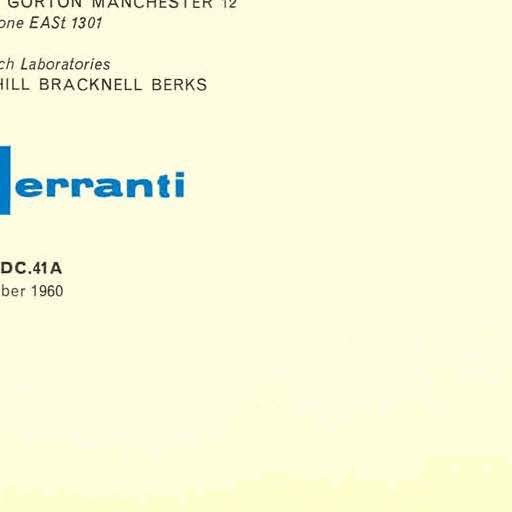 GORTON MANCHESTER 12
one EASt 1301
ch Laboratories
HILL BRACKNELL BERKS
erranti
DC.41A
ber 1960